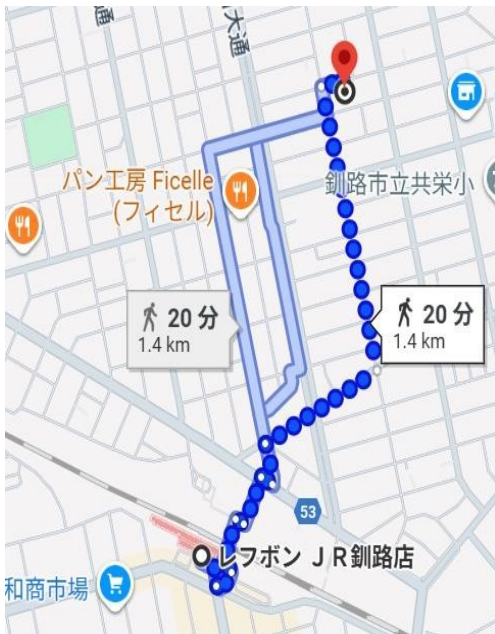 通
大通
パン工房 Ficelle
(フィセル)
釧路市立共栄小
20 分
1.4 km
20 分
1.4 km
53
レフボン JR釧路店
和商市場